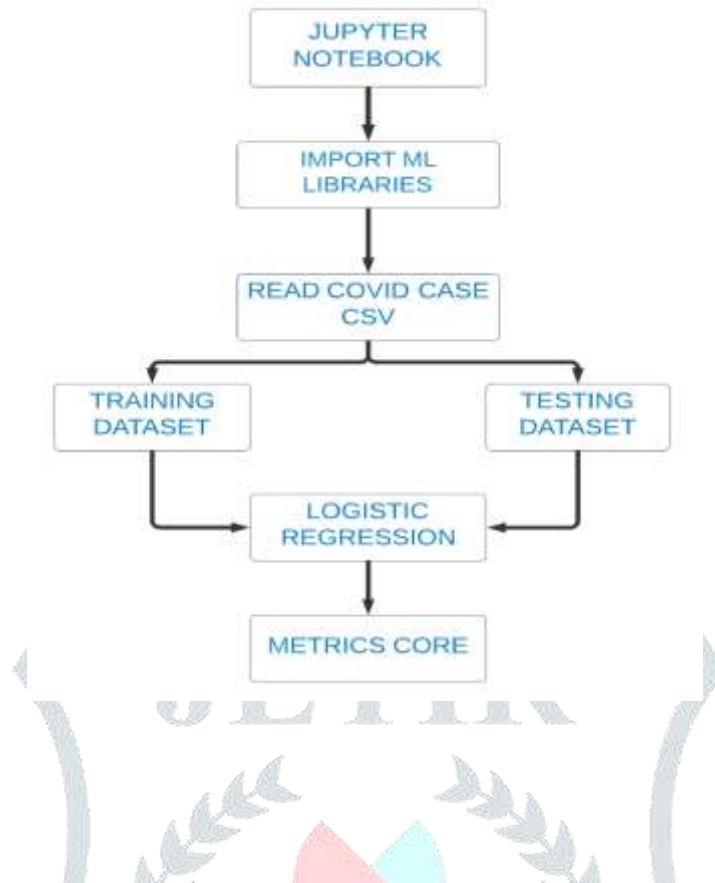 JUPYTER
NOTEBOOK
IMPORT ML
LIBRARIES
READ COVID CASE
CSV
TRAINING
DATASET
TESTING
DATASET
LOGISTIC
REGRESSION
METRICS CORE